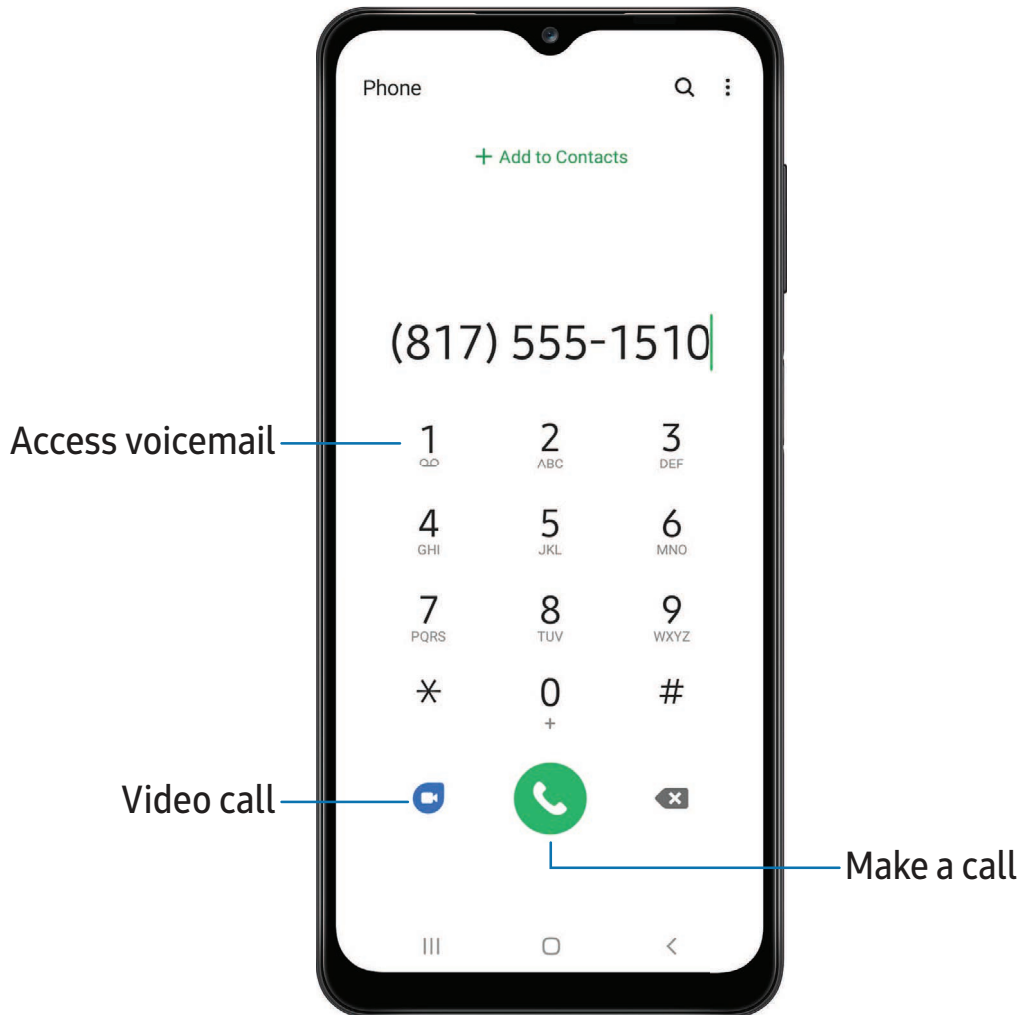 Phone
+ Add to Contacts
(817) 555-1510
Access voicemail
1 2 3
ABC DEF
4 5 6
GHI JKL MNO
7 8 9
PQRS TUV WXYZ
* 0 #
+
Video call
Make a call